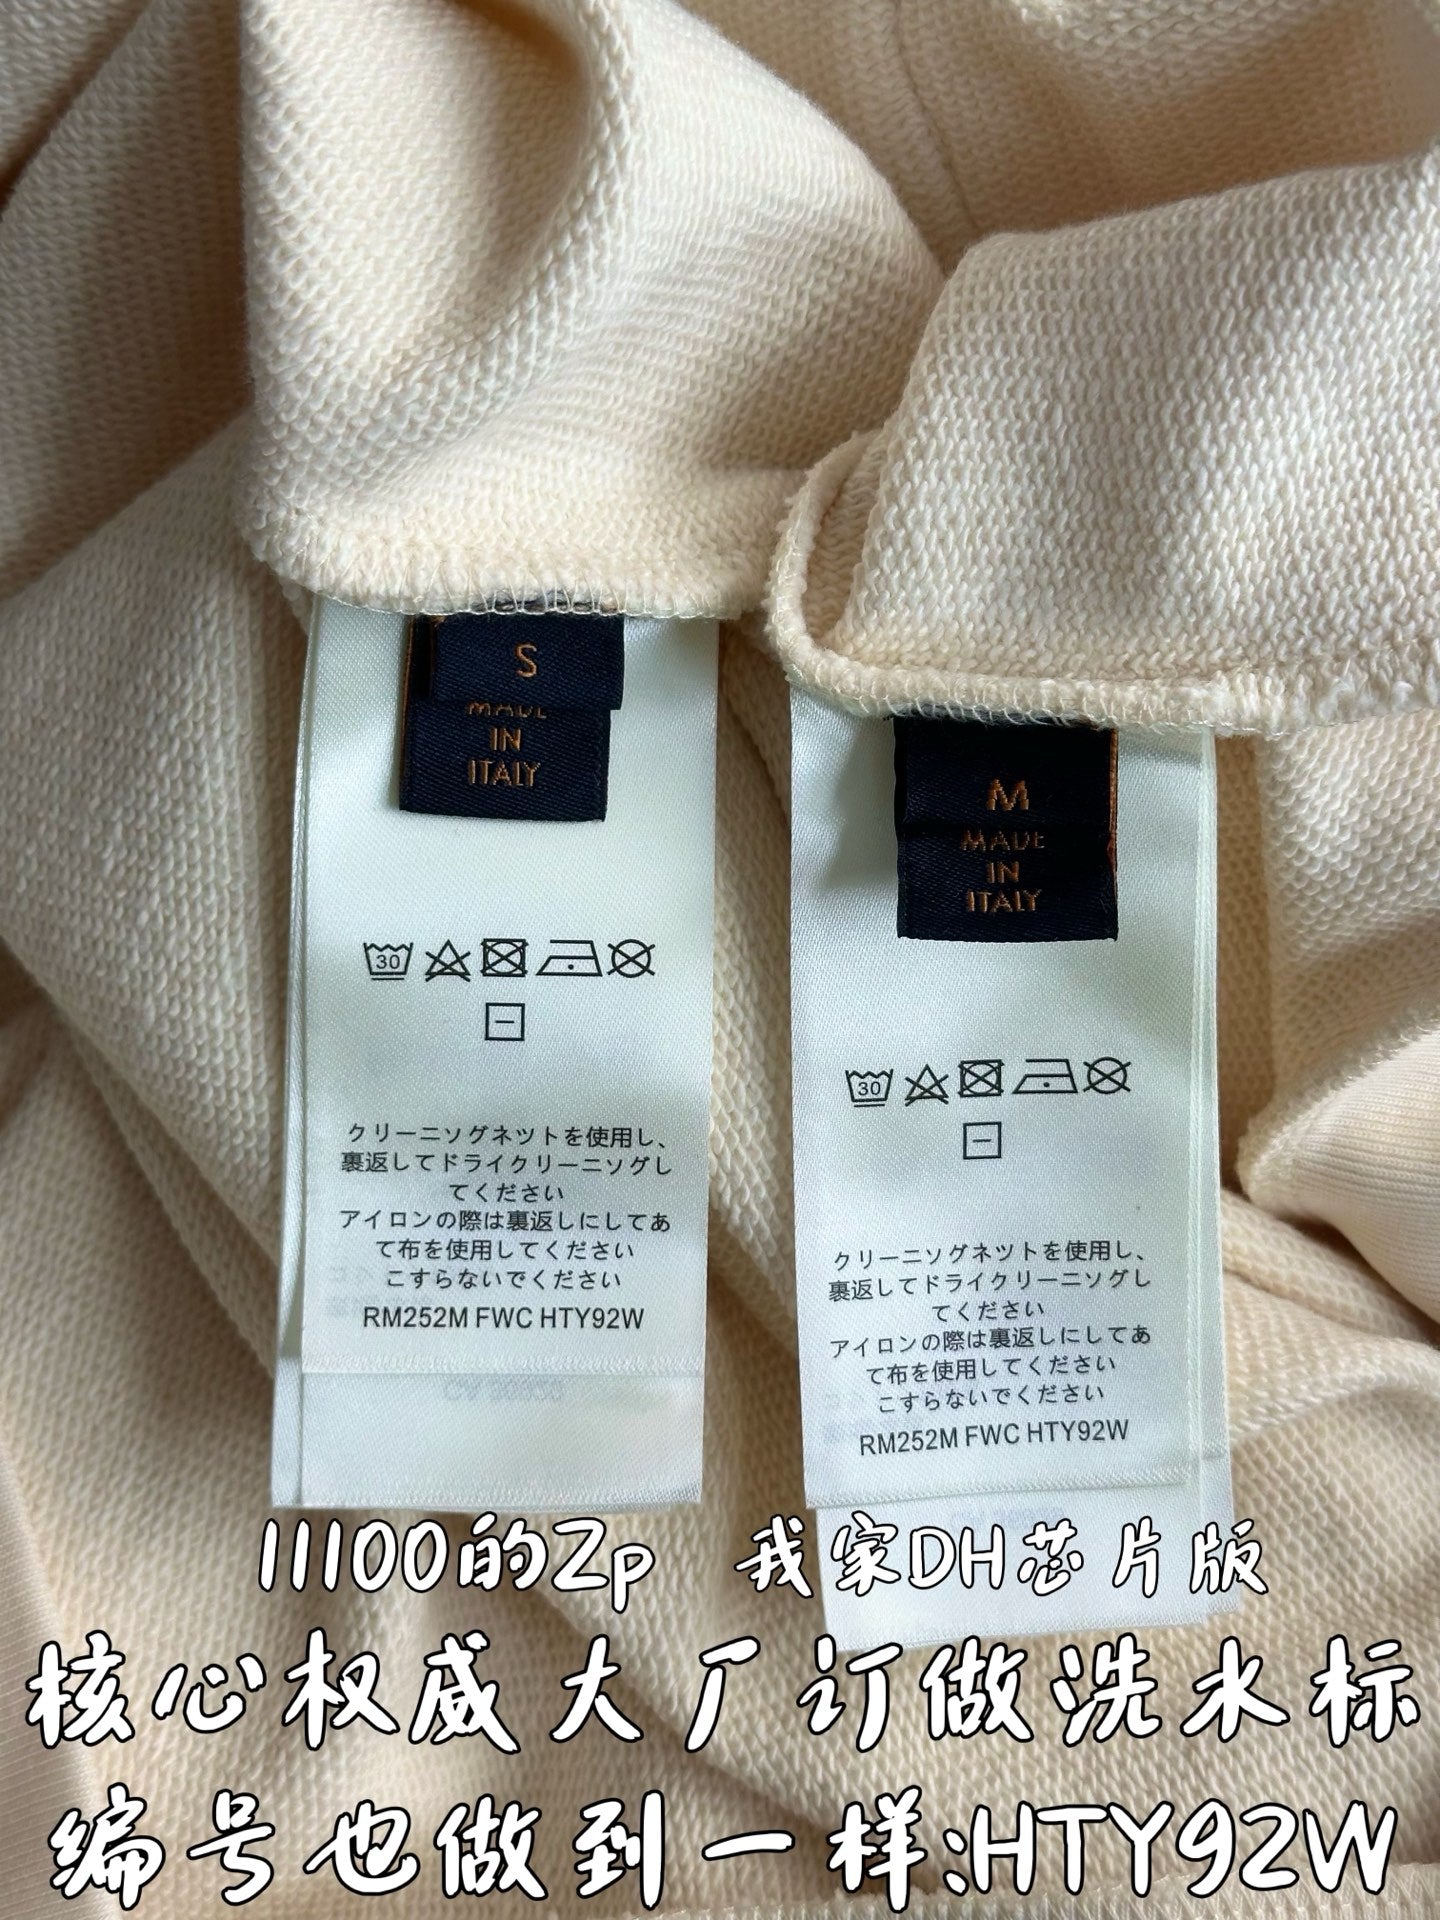 S
MADE
IN
ITALY
30
クリーニソグネツトを使用し、
裏返してドライクリーニソグし
てください
アイロンの際は裏返しにしてあ
て布を使用してください
こすらないでください
RM252M FWC HTY92W
M
MADE
IN
ITALY
30
クリーニソグネツトを使用し、
裏返してドライクリーニソグし
てください
アイロンの際は裏返しにしてあ
て布を使用してください
こすらないでください
RM252M FWC HTY92W
11100的Zp 我家DH芯片版
核心权威大厂订做洗水标
编号也做到一样:HTY92W